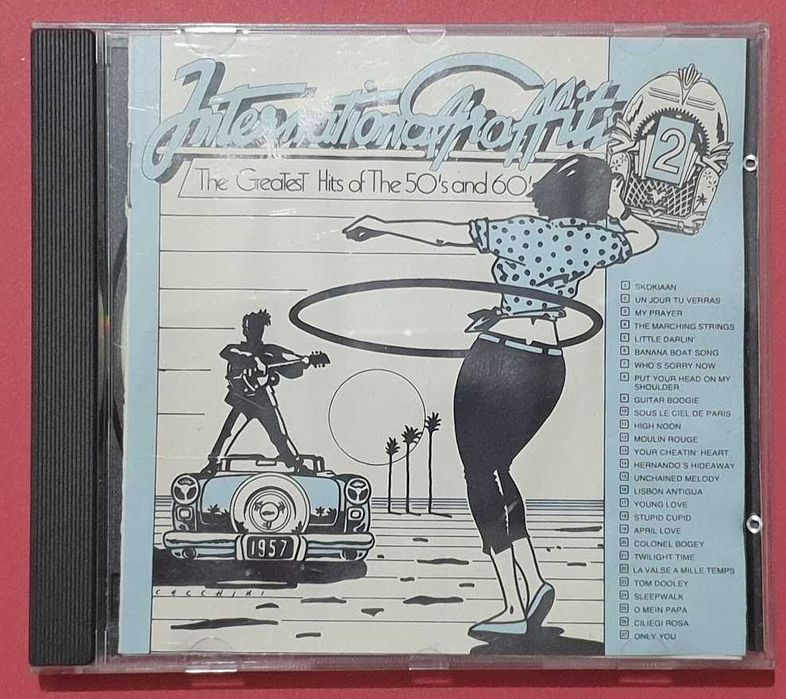 International Graffiti
2
The Greatest Hits of The 50's and 60's
1 SKOKIAAN
2 UN JOUR TU VERRAS
3 MY PRAYER
4 THE MARCHING STRINGS
5 LITTLE DARLIN'
6 BANANA BOAT SONG
7 WHO'S SORRY NOW
8 PUT YOUR HEAD ON MY
SHOULDER
9 GUITAR BOOGIE
10 SOUS LE CIEL DE PARIS
11 HIGH NOON
12 MOULIN ROUGE
13 YOUR CHEATIN' HEART
14 HERNANDO'S HIDEAWAY
15 UNCHAINED MELODY
16 LISBON ANTIGUA
17 YOUNG LOVE
18 STUPID CUPID
19 APRIL LOVE
20 COLONEL BOGEY
21 TWILIGHT TIME
22 LA VALSE A MILLE TEMPS
23 TOM DOOLEY
24 SLEEPWALK
25 O MEIN PAPA
26 CILIEGI ROSA
27 ONLY YOU
1957
CECCHINI